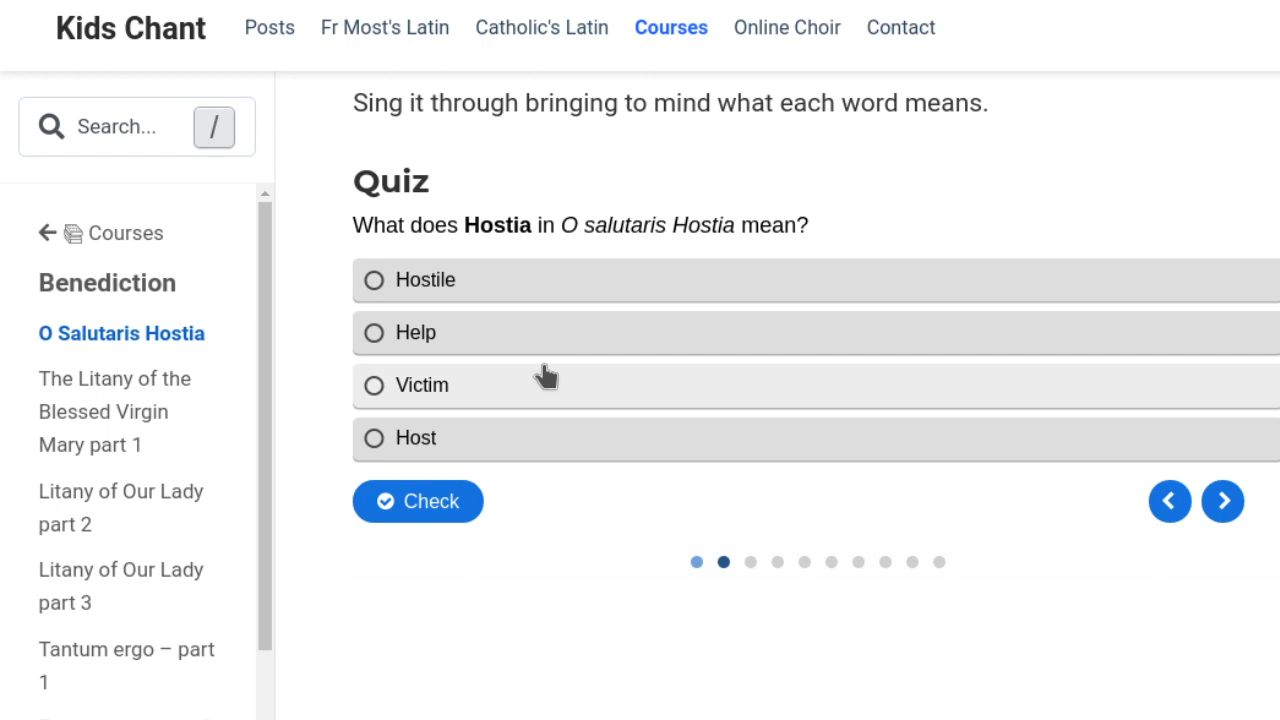 Kids Chant
Posts
Fr Most's Latin
Catholic's Latin
Courses
Online Choir
Contact
Search...
/
Courses
Benediction
O Salutaris Hostia
The Litany of the
Blessed Virgin
Mary part 1
Litany of Our Lady
part 2
Litany of Our Lady
part 3
Tantum ergo – part
1
Sing it through bringing to mind what each word means.
Quiz
What does Hostia in O salutaris Hostia mean?
Hostile
Help
Victim
Host
Check